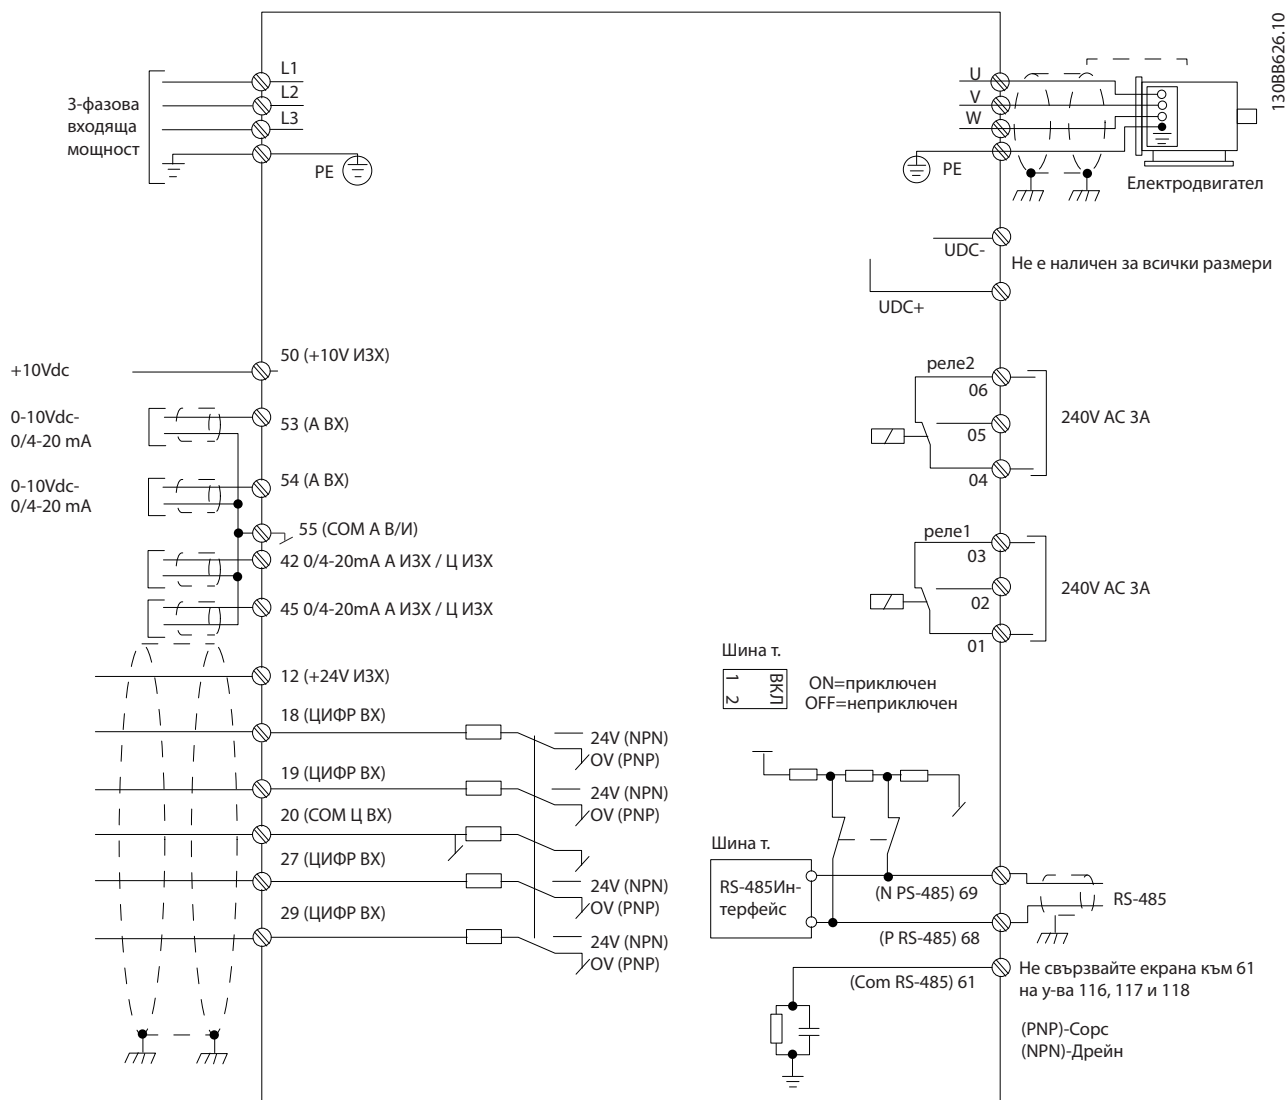 130BB626.10
L1
L2
L3
3-фазова
входяща
мощност
PE
U
V
W
PE
Електродвигател
UDC-
Не е наличен за всички размери
UDC+
+10Vdc
50 (+10V ИЗХ)
0-10Vdc-
0/4-20 mA
53 (A ВХ)
0-10Vdc-
0/4-20 mA
54 (A ВХ)
55 (COM A В/И)
42 0/4-20mA A ИЗХ / Ц ИЗХ
45 0/4-20mA A ИЗХ / Ц ИЗХ
12 (+24V ИЗХ)
18 (ЦИФР ВХ)
24V (NPN)
OV (PNP)
19 (ЦИФР ВХ)
24V (NPN)
OV (PNP)
20 (COM Ц ВХ)
27 (ЦИФР ВХ)
24V (NPN)
OV (PNP)
29 (ЦИФР ВХ)
24V (NPN)
OV (PNP)
реле2
06
05
04
240V AC 3A
реле1
03
02
01
240V AC 3A
Шина т.
1
2
ВКЛ
ON=приключен
OFF=неприключен
Шина т.
RS-485Ин-
терфейс
(N PS-485) 69
(P RS-485) 68
RS-485
(Com RS-485) 61
Не свързвайте екрана към 61
на у-ва 116, 117 и 118
(PNP)-Сорс
(NPN)-Дрейн